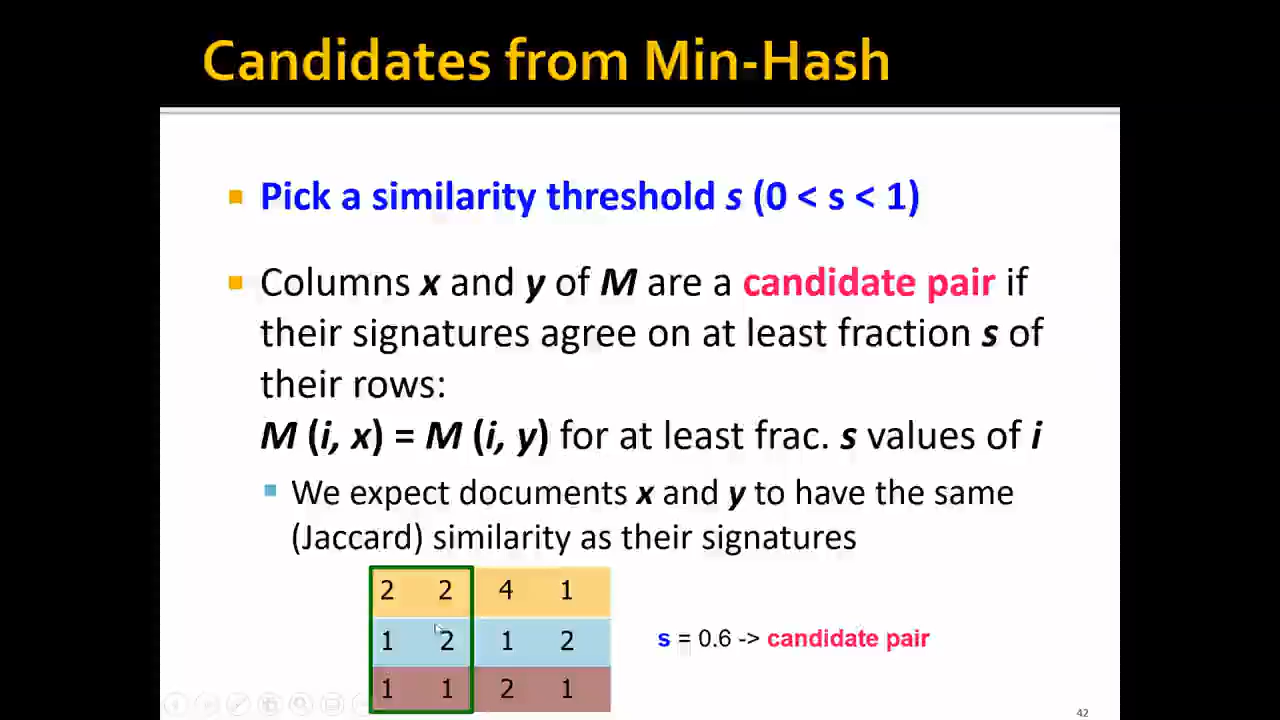 Candidates from Min-Hash
Pick a similarity threshold s (0 < s < 1)
Columns x and y of M are a candidate pair if
their signatures agree on at least fraction s of
their rows:
M (i, x) = M (i, y) for at least frac. s values of i
We expect documents x and y to have the same
(Jaccard) similarity as their signatures
2 2 4 1
1 2 1 2
s = 0.6 -> candidate pair
1 1 2 1
42